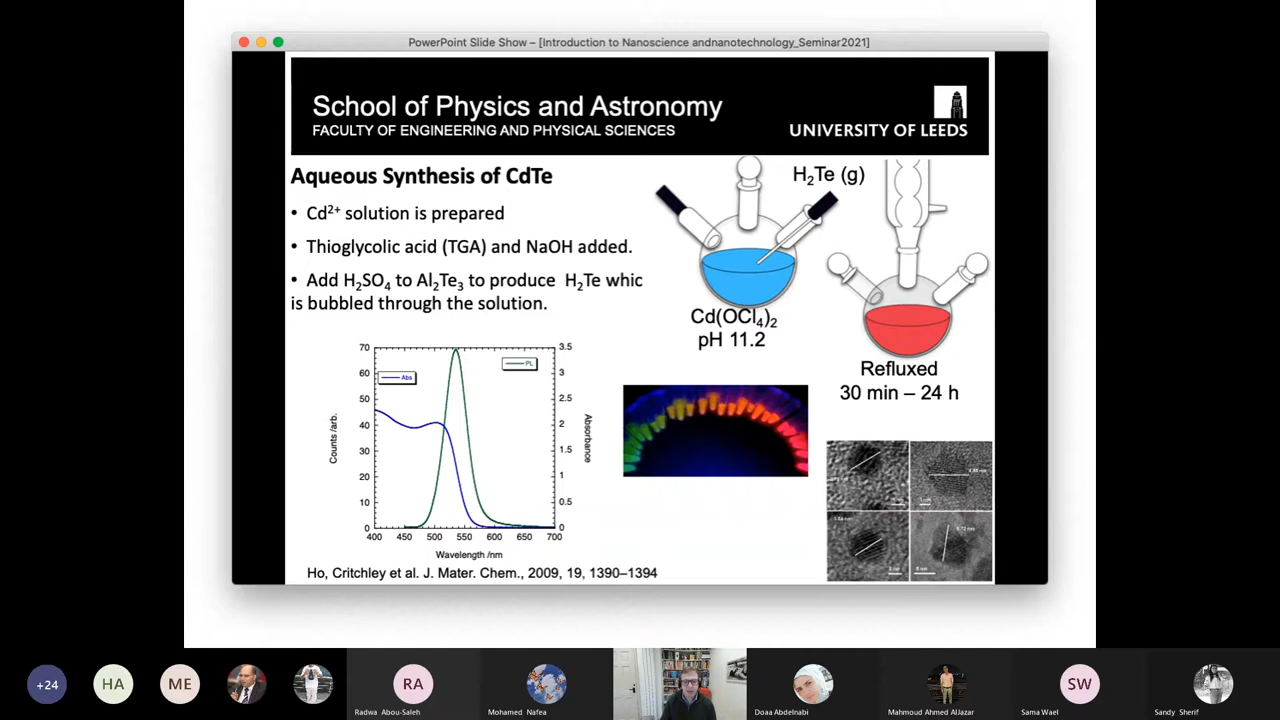 PowerPoint Slide Show – [Introduction to Nanoscience andnanotechnology_Seminar2021]
School of Physics and Astronomy
FACULTY OF ENGINEERING AND PHYSICAL SCIENCES
UNIVERSITY OF LEEDS
Aqueous Synthesis of CdTe
• Cd²⁺ solution is prepared
• Thioglycolic acid (TGA) and NaOH added.
• Add H₂SO₄ to Al₂Te₃ to produce H₂Te whic
is bubbled through the solution.
H₂Te (g)
Cd(OCl₄)₂
pH 11.2
Refluxed
30 min – 24 h
70
60
50
40
30
20
10
0
Counts /arb.
Abs
PL
3.5
3
2.5
2
1.5
1
0.5
0
Absorbance
400 450 500 550 600 650 700
Wavelength /nm
Ho, Critchley et al. J. Mater. Chem., 2009, 19, 1390–1394
+24
HA
ME
RA
Radwa Abou-Saleh
Mohamed Nafea
Doaa Abdelnabi
Mahmoud Ahmed AlJazar
SW
Sama Wael
Sandy Sherif